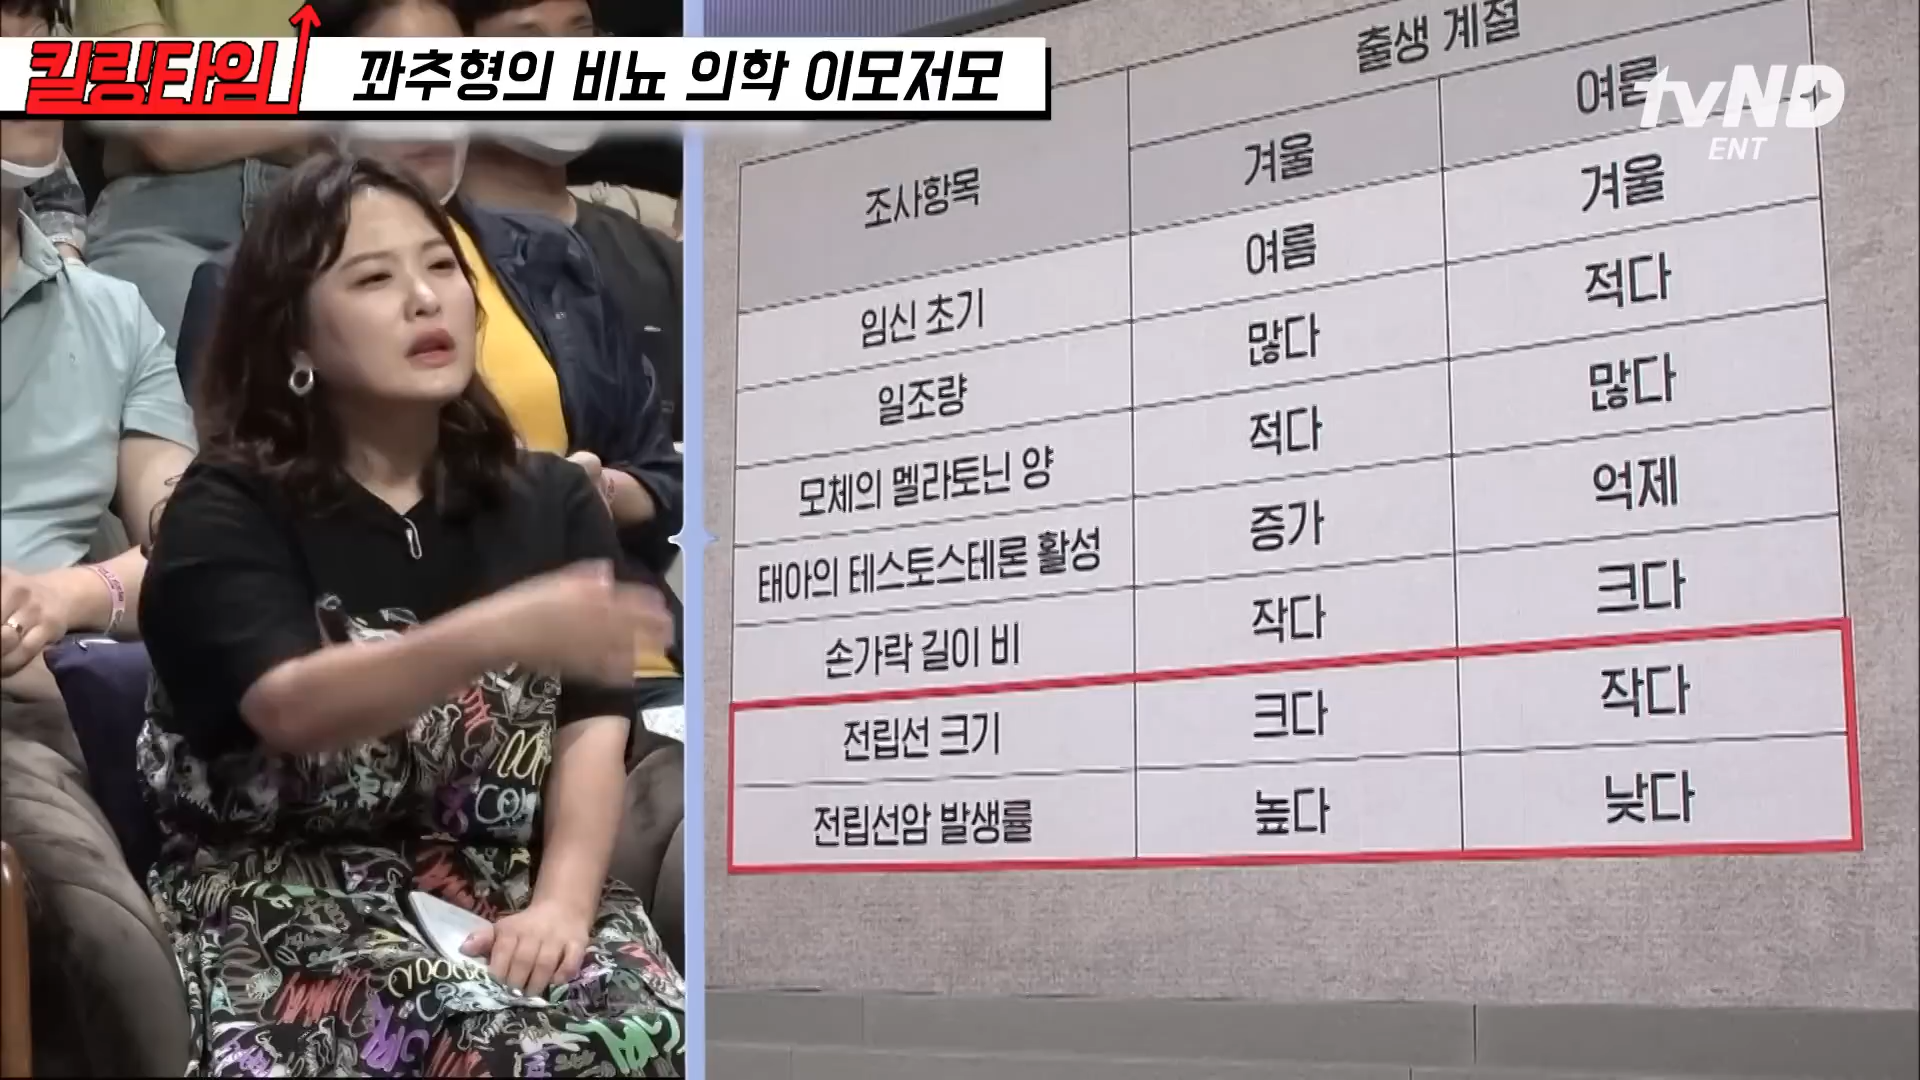 킬링타임
꽈추형의 비뇨 의학 이모저모
tvND
ENT
출생 계절
조사항목 겨울 여름
임신 초기 여름 겨울
일조량 많다 적다
모체의 멜라토닌 양 적다 많다
태아의 테스토스테론 활성 증가 억제
손가락 길이 비 작다 크다
전립선 크기 크다 작다
전립선암 발생률 높다 낮다